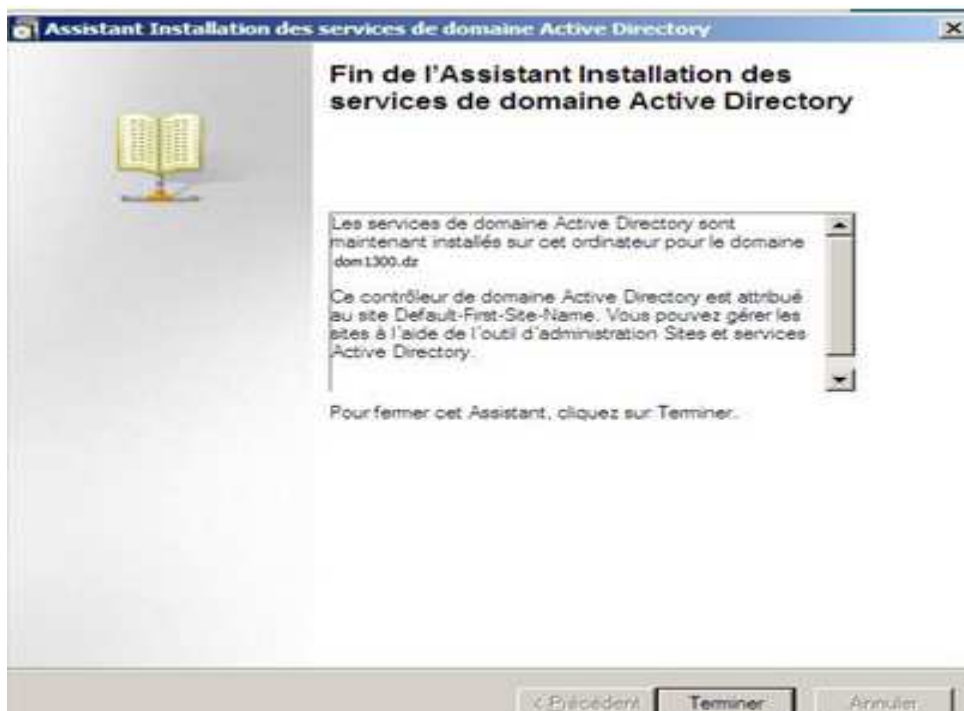 Assistant Installation des services de domaine Active Directory
Fin de l'Assistant Installation des
services de domaine Active Directory
Les services de domaine Active Directory sont
maintenant installés sur cet ordinateur pour le domaine
dom1300.dz
Ce contrôleur de domaine Active Directory est attribué
au site Default-First-Site-Name. Vous pouvez gérer les
sites à l'aide de l'outil d'administration Sites et services
Active Directory.
Pour fermer cet Assistant, cliquez sur Terminer.
< Précédent Terminer Annuler